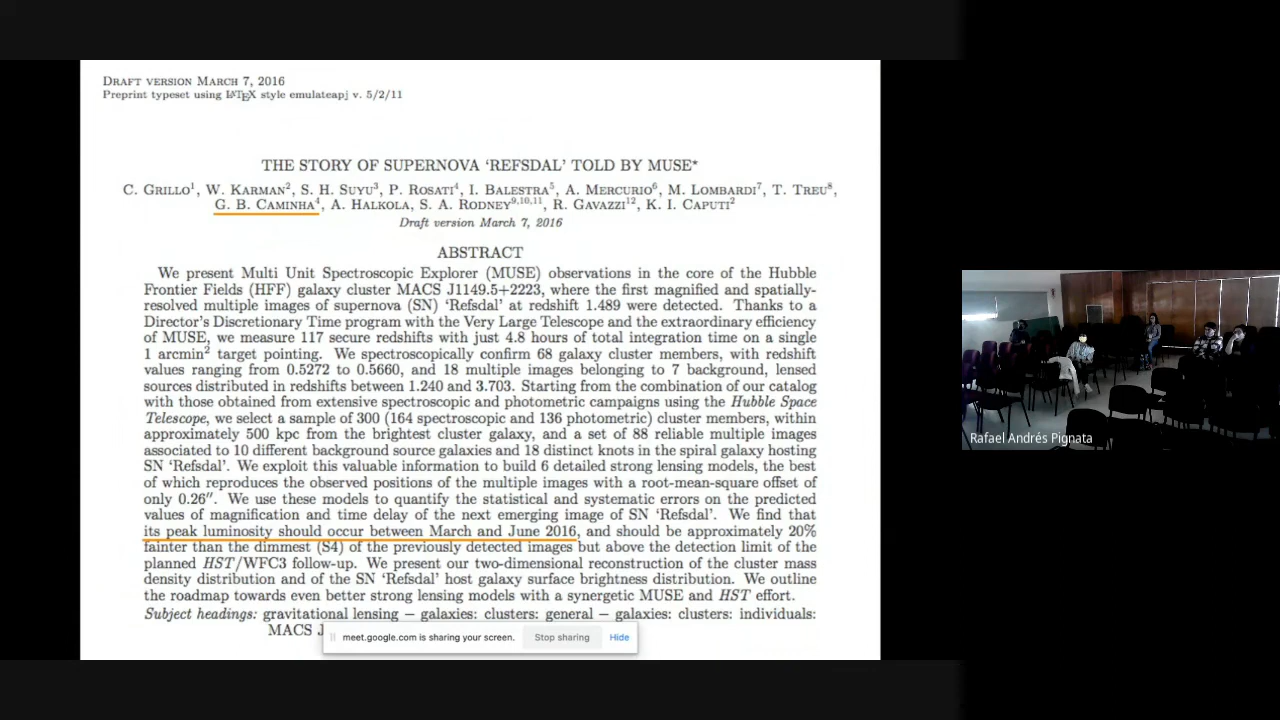 DRAFT VERSION MARCH 7, 2016
Preprint typeset using LATEX style emulateapj v. 5/2/11
THE STORY OF SUPERNOVA ‘REFSDAL’ TOLD BY MUSE*
C. GRILLO1, W. KARMAN2, S. H. SUYU3, P. ROSATI4, I. BALESTRA5, A. MERCURIO6, M. LOMBARDI7, T. TREU8,
G. B. CAMINHA4, A. HALKOLA, S. A. RODNEY9,10,11, R. GAVAZZI12, K. I. CAPUTI2
Draft version March 7, 2016
ABSTRACT
We present Multi Unit Spectroscopic Explorer (MUSE) observations in the core of the Hubble
Frontier Fields (HFF) galaxy cluster MACS J1149.5+2223, where the first magnified and spatially-
resolved multiple images of supernova (SN) ‘Refsdal’ at redshift 1.489 were detected. Thanks to a
Director’s Discretionary Time program with the Very Large Telescope and the extraordinary efficiency
of MUSE, we measure 117 secure redshifts with just 4.8 hours of total integration time on a single
1 arcmin2 target pointing. We spectroscopically confirm 68 galaxy cluster members, with redshift
values ranging from 0.5272 to 0.5660, and 18 multiple images belonging to 7 background, lensed
sources distributed in redshifts between 1.240 and 3.703. Starting from the combination of our catalog
with those obtained from extensive spectroscopic and photometric campaigns using the Hubble Space
Telescope, we select a sample of 300 (164 spectroscopic and 136 photometric) cluster members, within
approximately 500 kpc from the brightest cluster galaxy, and a set of 88 reliable multiple images
associated to 10 different background source galaxies and 18 distinct knots in the spiral galaxy hosting
SN ‘Refsdal’. We exploit this valuable information to build 6 detailed strong lensing models, the best
of which reproduces the observed positions of the multiple images with a root-mean-square offset of
only 0.26″. We use these models to quantify the statistical and systematic errors on the predicted
values of magnification and time delay of the next emerging image of SN ‘Refsdal’. We find that
its peak luminosity should occur between March and June 2016, and should be approximately 20%
fainter than the dimmest (S4) of the previously detected images but above the detection limit of the
planned HST/WFC3 follow-up. We present our two-dimensional reconstruction of the cluster mass
density distribution and of the SN ‘Refsdal’ host galaxy surface brightness distribution. We outline
the roadmap towards even better strong lensing models with a synergetic MUSE and HST effort.
Subject headings: gravitational lensing − galaxies: clusters: general − galaxies: clusters: individuals:
MACS J
meet.google.com is sharing your screen. Stop sharing Hide
Rafael Andrés Pignata